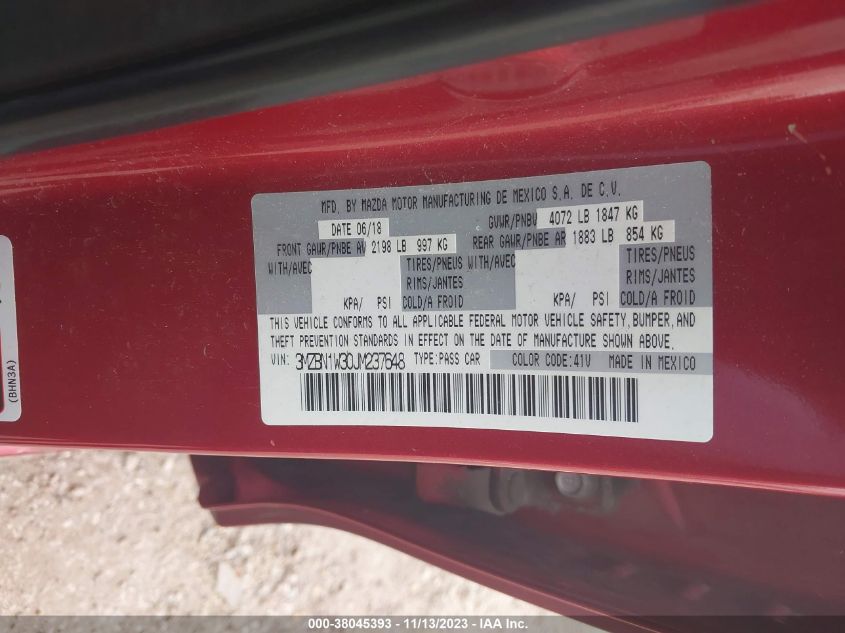 MFD. BY MAZDA MOTOR MANUFACTURING DE MEXICO S.A. DE C.V.
DATE 06/18 GVWR/PNBV 4072 LB 1847 KG
FRONT GAWR/PNBE AV 2198 LB 997 KG REAR GAWR/PNBE AR 1883 LB 854 KG
WITH/AVEC TIRES/PNEUS WITH/AVEC TIRES/PNEUS
RIMS/JANTES RIMS/JANTES
KPA/ PSI COLD/A FROID KPA/ PSI COLD/A FROID
THIS VEHICLE CONFORMS TO ALL APPLICABLE FEDERAL MOTOR VEHICLE SAFETY, BUMPER, AND
THEFT PREVENTION STANDARDS IN EFFECT ON THE DATE OF MANUFACTURE SHOWN ABOVE.
VIN: 3MZBN1W30JM237648 TYPE:PASS CAR COLOR CODE:41V MADE IN MEXICO
(BHN3A)
000-38045393 - 11/13/2023 - IAAI.COM